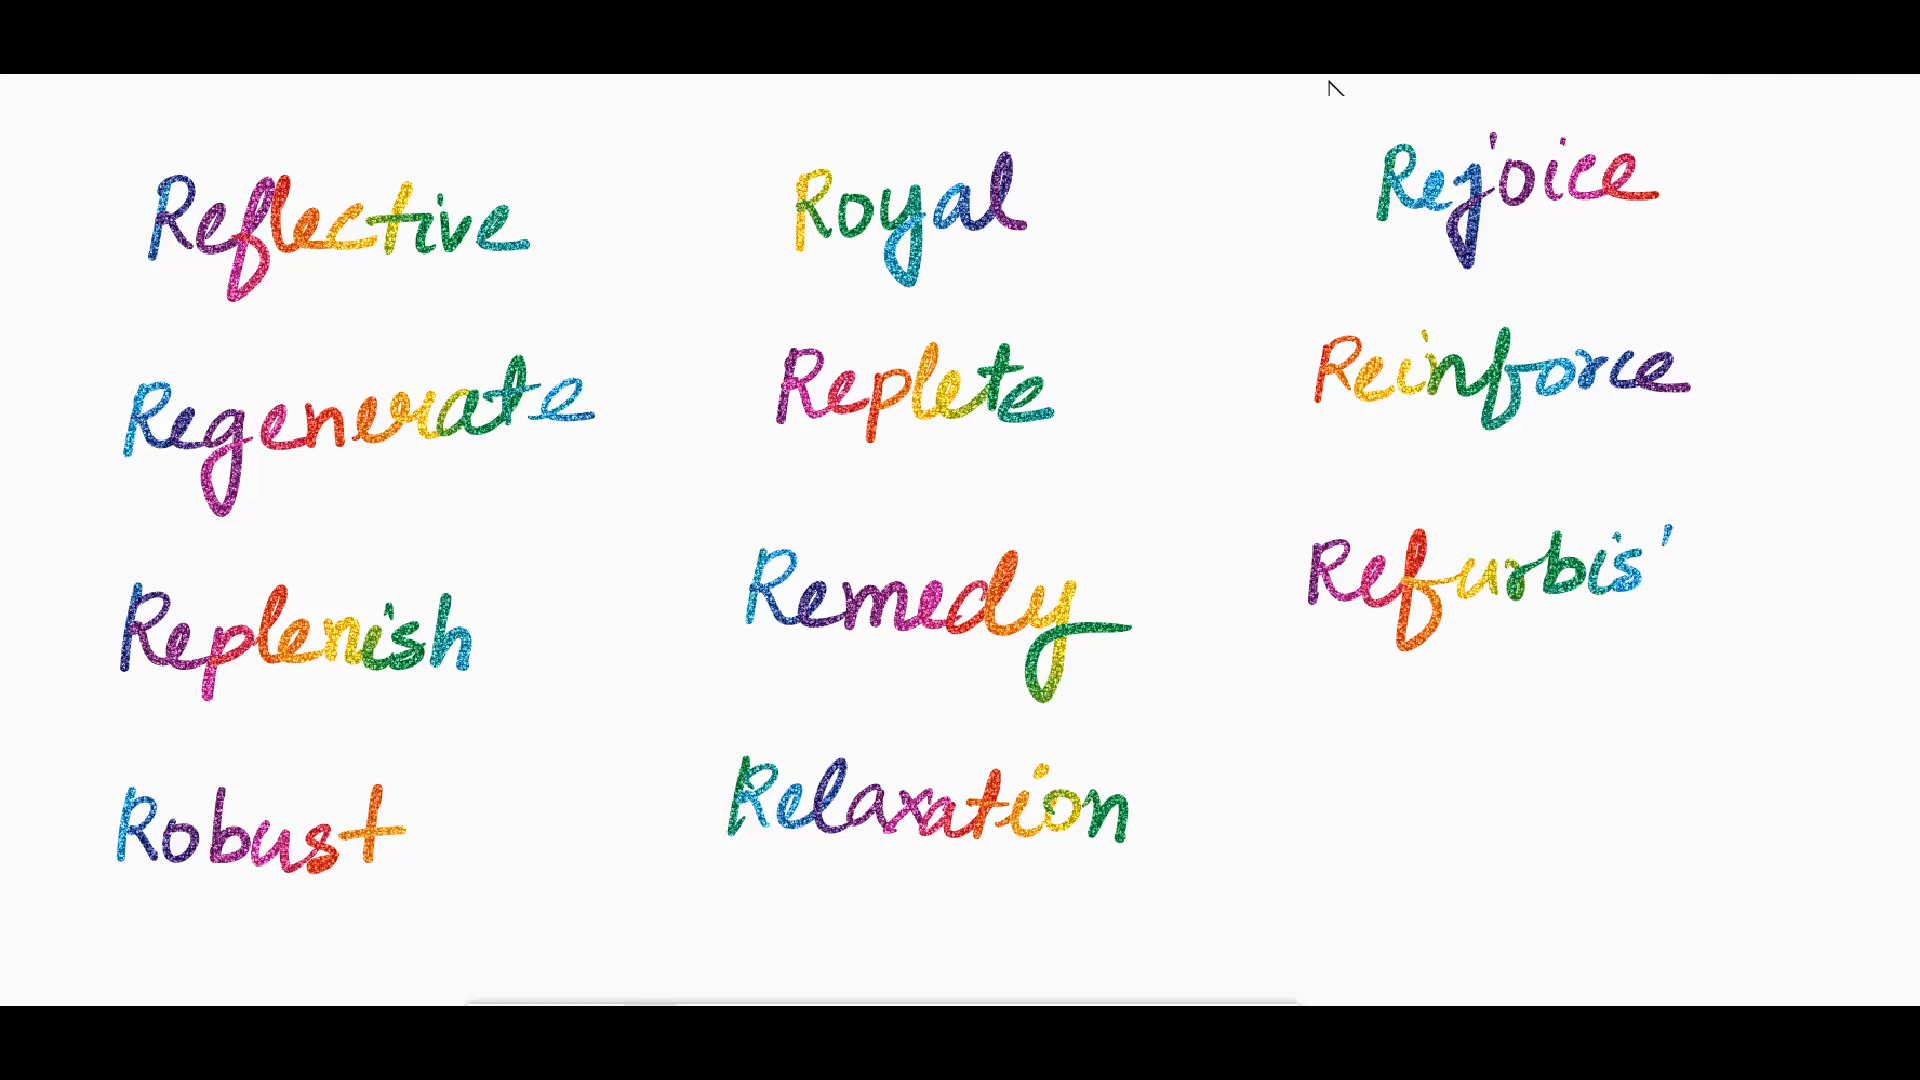 Reflective
Regenerate
Replenish
Robust
Royal
Replete
Remedy
Relaxation
Rejoice
Reinforce
Refurbis'